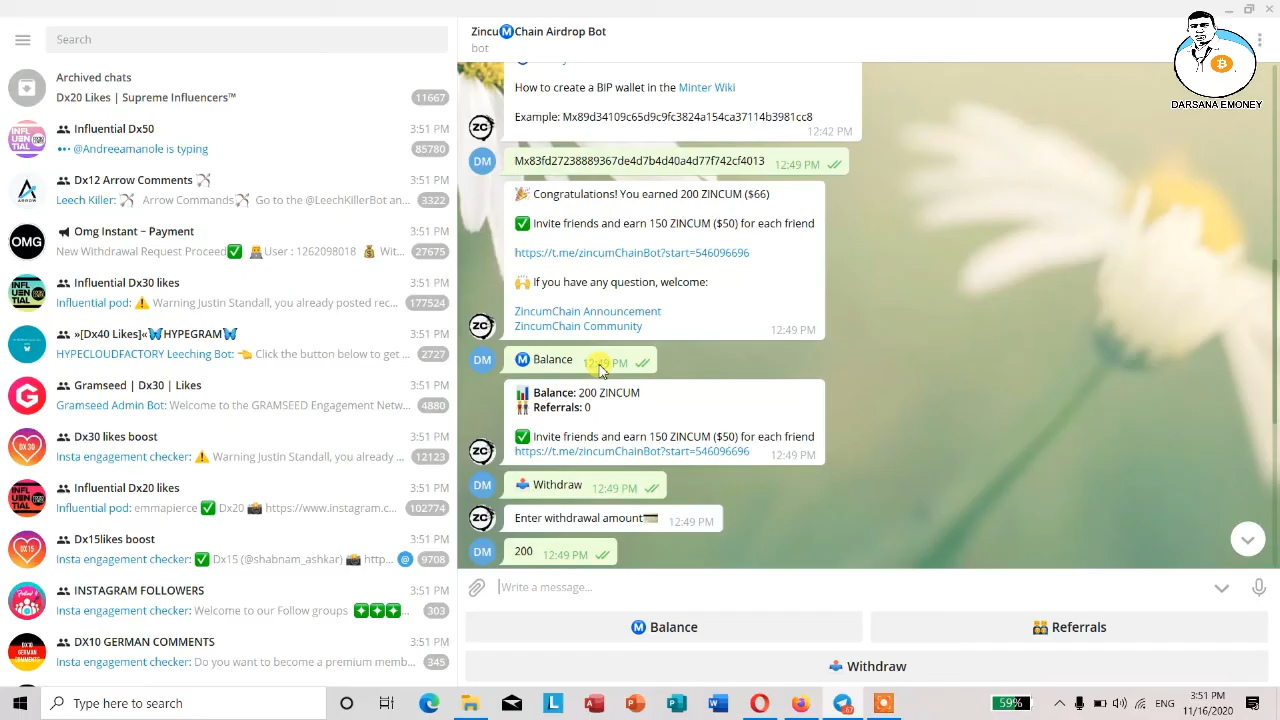 Search
Archived chats
Dx20 Likes | Supreme Influencers™
11667
Influential Dx50
3:51 PM
@Andreeamanole is typing
85780
Dx12 Arrow Comments
3:51 PM
Leech Killer: Arrow Commands Go to the @LeechKillerBot an...
3322
OMG
Omg Instant ~ Payment
3:51 PM
New Withdrawal Request Proceed User : 1262098018 Wit...
27675
Influential Dx30 likes
3:51 PM
Influential pod: Warning Justin Standall, you already posted rec...
177524
»[Dx40 Likes]« HYPEGRAM
3:51 PM
HYPECLOUDFACTORY Leeching Bot: Click the button below to get ...
2727
Gramseed | Dx30 | Likes
3:51 PM
Gramseed Admin Bot: Welcome to the GRAMSEED Engagement Netw...
4880
Dx30 likes boost
3:51 PM
Insta engagement checker: Warning Justin Standall, you already ...
12123
Influential Dx20 likes
3:51 PM
Influential pod: enmapierce Dx20 https://www.instagram.c...
102774
Dx15likes boost
3:51 PM
Insta engagement checker: Dx15 (@shabnam_ashkar) http...
@ 9708
INSTAGRAM FOLLOWERS
3:51 PM
Insta engagement checker: Welcome to our Follow groups ...
303
DX10 GERMAN COMMENTS
3:51 PM
Insta engagement checker: Do you want to become a premium memb...
345
Zincu Chain Airdrop Bot
bot
DARSANA EMONEY
How to create a BIP wallet in the Minter Wiki
Example: Mx89d34109c65d9c9fc3824a154ca37114b3981cc8
12:42 PM
ZC
DM
Mx83fd27238889367de4d7b4d40a4d77f742cf4013 12:49 PM
Congratulations! You earned 200 ZINCUM ($66)
Invite friends and earn 150 ZINCUM ($50) for each friend
https://t.me/zincumChainBot?start=546096696
If you have any question, welcome:
ZincumChain Announcement
ZincumChain Community
12:49 PM
ZC
DM
Balance 12:49 PM
Balance: 200 ZINCUM
Referrals: 0
Invite friends and earn 150 ZINCUM ($50) for each friend
https://t.me/zincumChainBot?start=546096696
12:49 PM
ZC
DM
Withdraw 12:49 PM
ZC
Enter withdrawal amount 12:49 PM
DM
200 12:49 PM
Write a message...
Balance
Referrals
Withdraw
Type here to search
59%
3:51 PM
11/16/2020